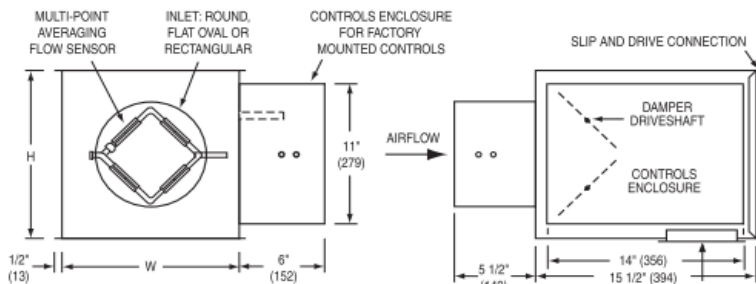 MULTI-POINT
AVERAGING
FLOW SENSOR
INLET: ROUND,
FLAT OVAL OR
RECTANGULAR
CONTROLS ENCLOSURE
FOR FACTORY
MOUNTED CONTROLS
SLIP AND DRIVE CONNECTION
H
11"
(279)
AIRFLOW
DAMPER
DRIVESHAFT
CONTROLS
ENCLOSURE
1/2"
(13)
W
6"
(152)
5 1/2"
14" (356)
15 1/2" (394)